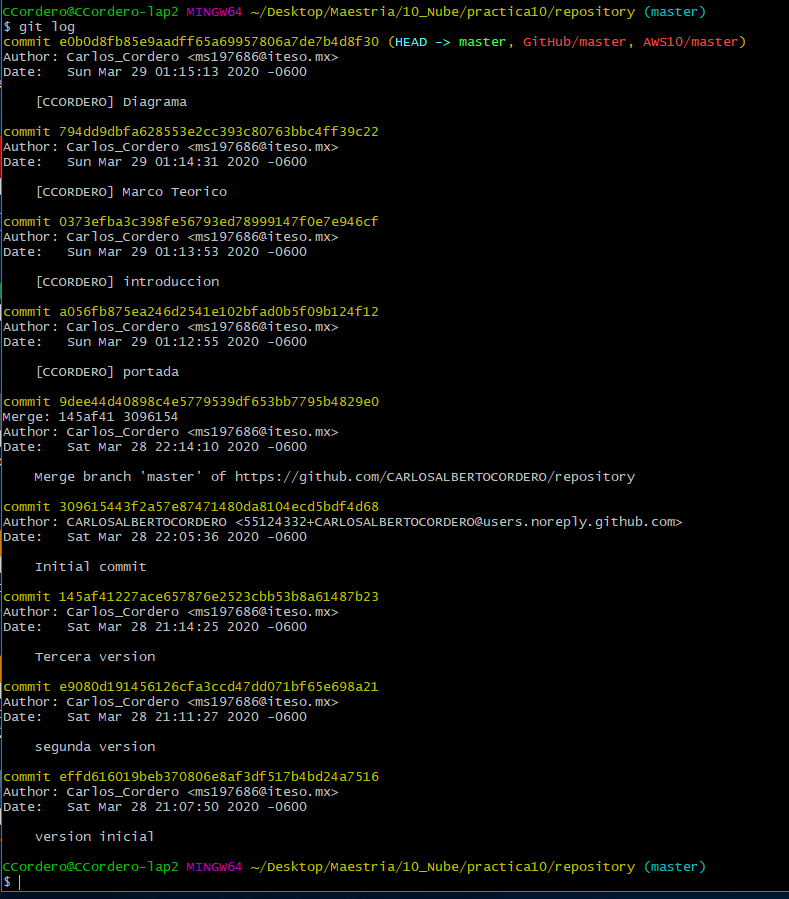 CCordero@CCordero-lap2 MINGW64 ~/Desktop/Maestria/10_Nube/practica10/repository (master)
$ git log
commit e0b0d8fb85e9aadff65a69957806a7de7b4d8f30 (HEAD -> master, GitHub/master, AWS10/master)
Author: Carlos_Cordero <ms197686@iteso.mx>
Date:   Sun Mar 29 01:15:13 2020 -0600
    [CCORDERO] Diagrama
commit 794dd9dbfa628553e2cc393c80763bbc4ff39c22
Author: Carlos_Cordero <ms197686@iteso.mx>
Date:   Sun Mar 29 01:14:31 2020 -0600
    [CCORDERO] Marco Teorico
commit 0373efba3c398fe56793ed78999147f0e7e946cf
Author: Carlos_Cordero <ms197686@iteso.mx>
Date:   Sun Mar 29 01:13:53 2020 -0600
    [CCORDERO] introduccion
commit a056fb875ea246d2541e102bfad0b5f09b124f12
Author: Carlos_Cordero <ms197686@iteso.mx>
Date:   Sun Mar 29 01:12:55 2020 -0600
    [CCORDERO] portada
commit 9dee44d40898c4e5779539df653bb7795b4829e0
Merge: 145af41 3096154
Author: Carlos_Cordero <ms197686@iteso.mx>
Date:   Sat Mar 28 22:14:10 2020 -0600
    Merge branch 'master' of https://github.com/CARLOSALBERTOCORDERO/repository
commit 309615443f2a57e87471480da8104ecd5bdf4d68
Author: CARLOSALBERTOCORDERO <55124332+CARLOSALBERTOCORDERO@users.noreply.github.com>
Date:   Sat Mar 28 22:05:36 2020 -0600
    Initial commit
commit 145af41227ace657876e2523cbb53b8a61487b23
Author: Carlos_Cordero <ms197686@iteso.mx>
Date:   Sat Mar 28 21:14:25 2020 -0600
    Tercera version
commit e9080d191456126cfa3ccd47dd071bf65e698a21
Author: Carlos_Cordero <ms197686@iteso.mx>
Date:   Sat Mar 28 21:11:27 2020 -0600
    segunda version
commit effd616019beb370806e8af3df517b4bd24a7516
Author: Carlos_Cordero <ms197686@iteso.mx>
Date:   Sat Mar 28 21:07:50 2020 -0600
    version inicial
CCordero@CCordero-lap2 MINGW64 ~/Desktop/Maestria/10_Nube/practica10/repository (master)
$